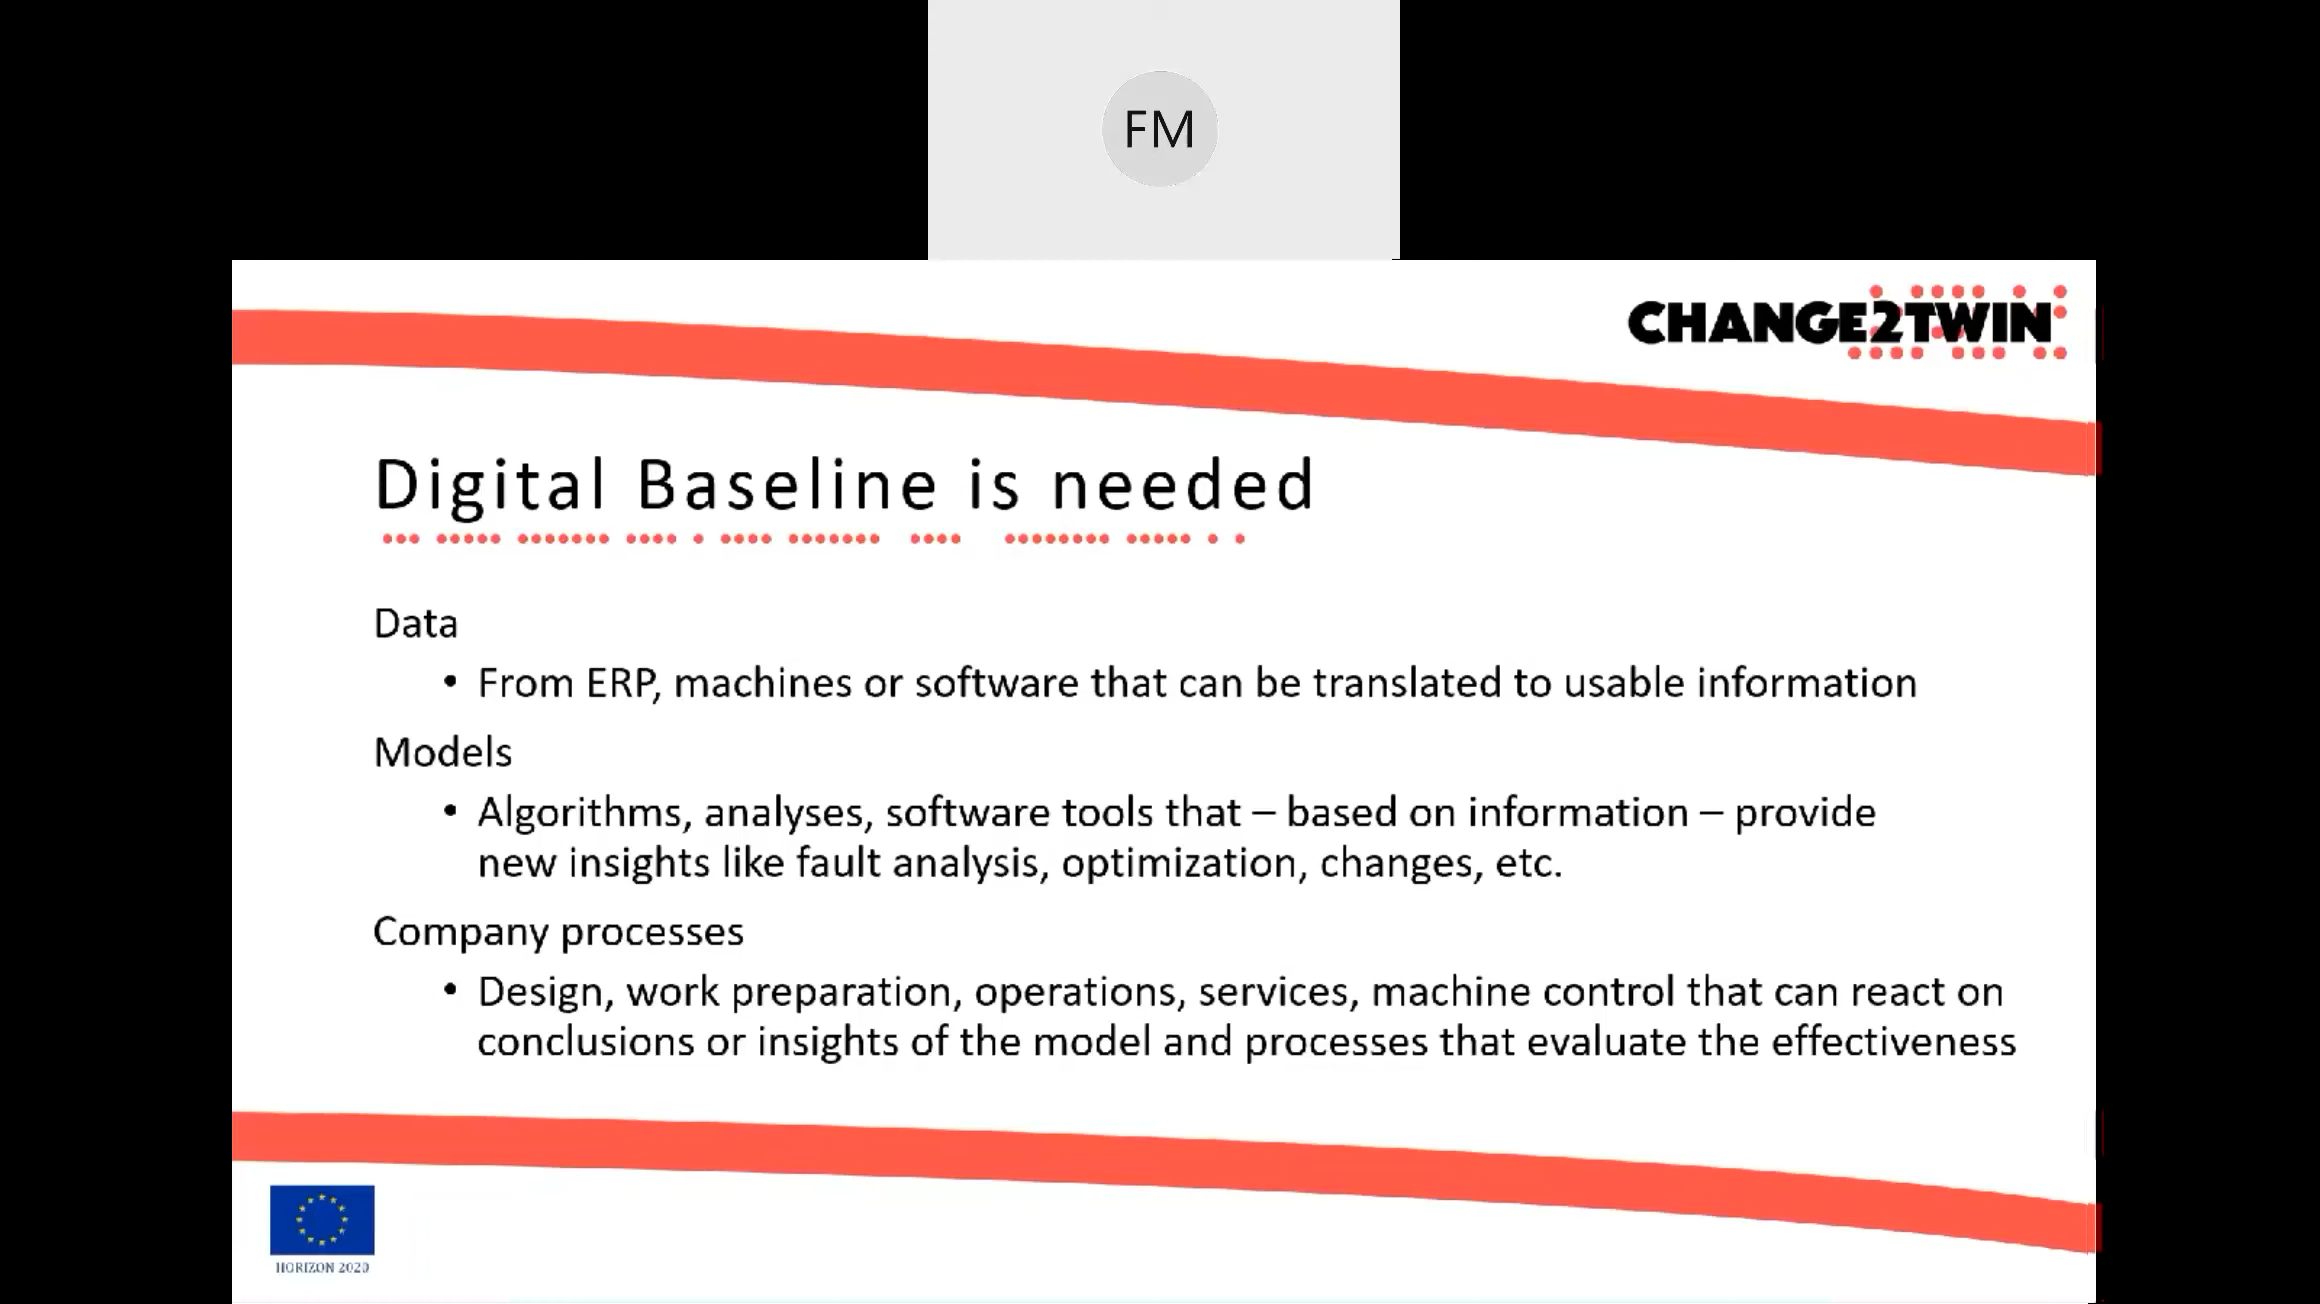 FM
CHANGE2TWIN
Digital Baseline is needed
Data
• From ERP, machines or software that can be translated to usable information
Models
• Algorithms, analyses, software tools that – based on information – provide
new insights like fault analysis, optimization, changes, etc.
Company processes
• Design, work preparation, operations, services, machine control that can react on
conclusions or insights of the model and processes that evaluate the effectiveness
HORIZON 2020